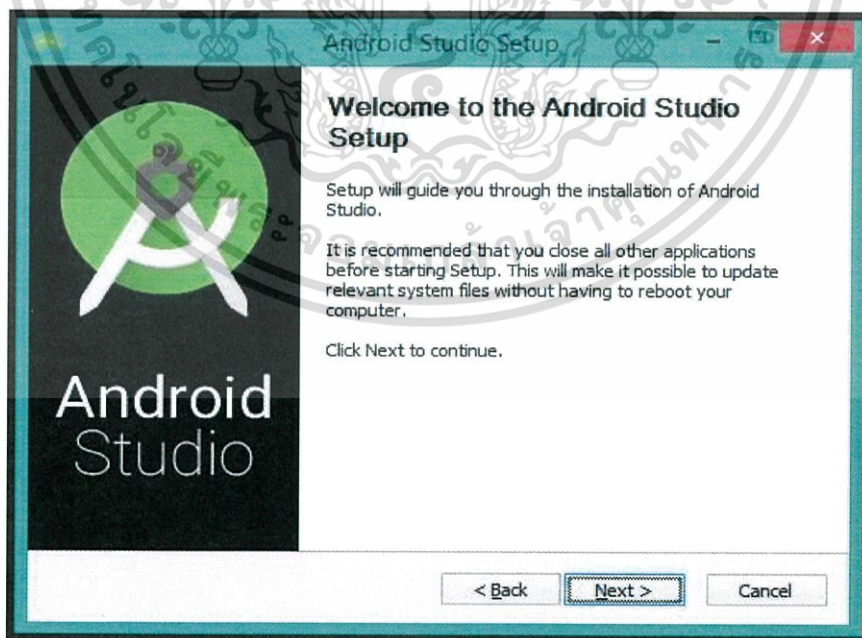 Android Studio Setup
Welcome to the Android Studio
Setup
Setup will guide you through the installation of Android
Studio.
It is recommended that you close all other applications
before starting Setup. This will make it possible to update
relevant system files without having to reboot your
computer.
Click Next to continue.
Android
Studio
< Back
Next >
Cancel